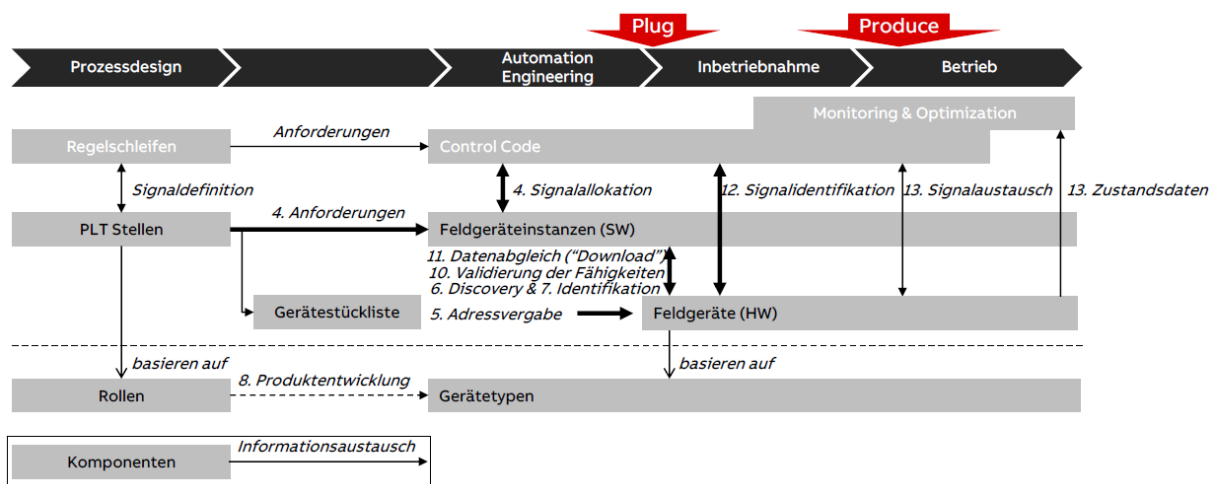 Plug
Produce
Prozessdesign
Automation
Engineering
Inbetriebnahme
Betrieb
Monitoring & Optimization
Regelschleifen
Anforderungen
Control Code
Signaldefinition
4. Signalallokation
12. Signalidentifikation
13. Signalaustausch
13. Zustandsdaten
PLT Stellen
4. Anforderungen
Feldgeräteinstanzen (SW)
11. Datenabgleich (“Download”)
10. Validierung der Fähigkeiten
6. Discovery & 7. Identifikation
Gerätestückliste
5. Adressvergabe
Feldgeräte (HW)
basieren auf
basieren auf
Rollen
8. Produktentwicklung
Gerätetypen
Komponenten
Informationsaustausch